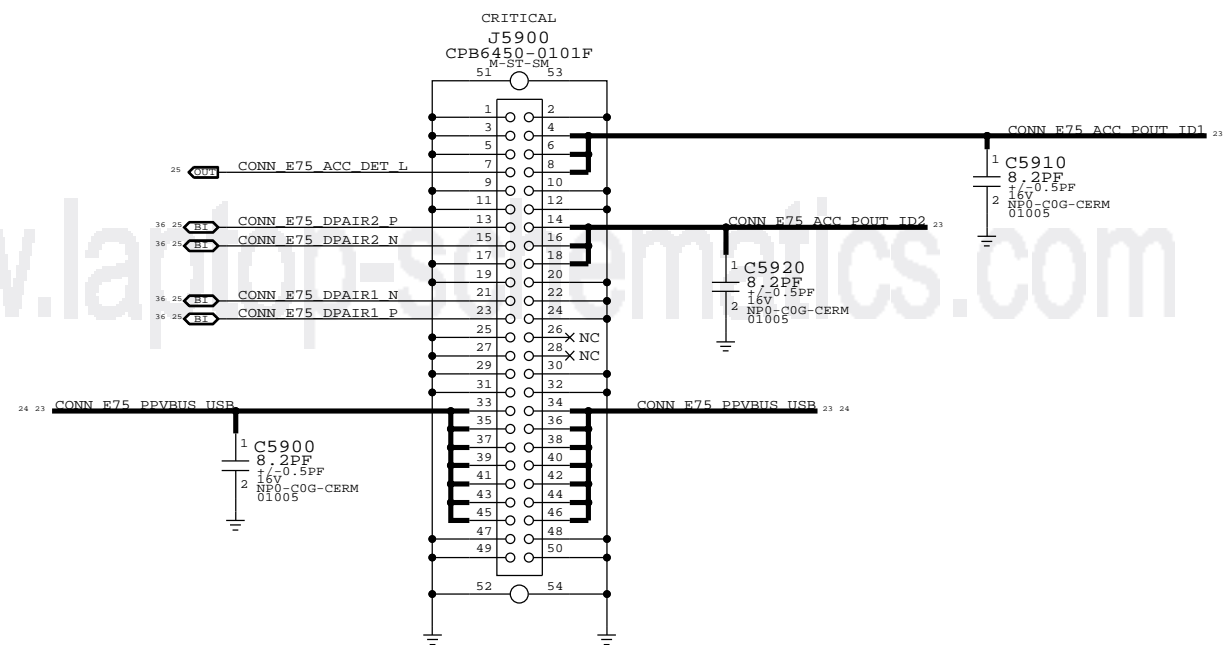 CRITICAL
J5900
CPB6450-0101F
M-ST-SM
51 53
1 2
3 4
CONN_E75_ACC_POUT_ID1 23
5 6
25 OUT CONN_E75_ACC_DET_L 7 8
1 C5910
8.2PF
+/-0.5PF
2 16V
NP0-C0G-CERM
01005
9 10
11 12
36 25 BI CONN_E75_DPAIR2_P 13 14 CONN_E75_ACC_POUT_ID2 23
36 25 BI CONN_E75_DPAIR2_N 15 16
17 18
19 20
1 C5920
8.2PF
+/-0.5PF
16V
2 NP0-C0G-CERM
01005
36 25 BI CONN_E75_DPAIR1_N 21 22
36 25 BI CONN_E75_DPAIR1_P 23 24
25 26 NC
27 28 NC
29 30
31 32
24 23 CONN_E75_PPVBUS_USB 33 34 CONN_E75_PPVBUS_USB 23 24
35 36
37 38
39 40
41 42
43 44
45 46
1 C5900
8.2PF
+/-0.5PF
16V
2 NP0-C0G-CERM
01005
47 48
49 50
52 54
w.laptop-schematics.com